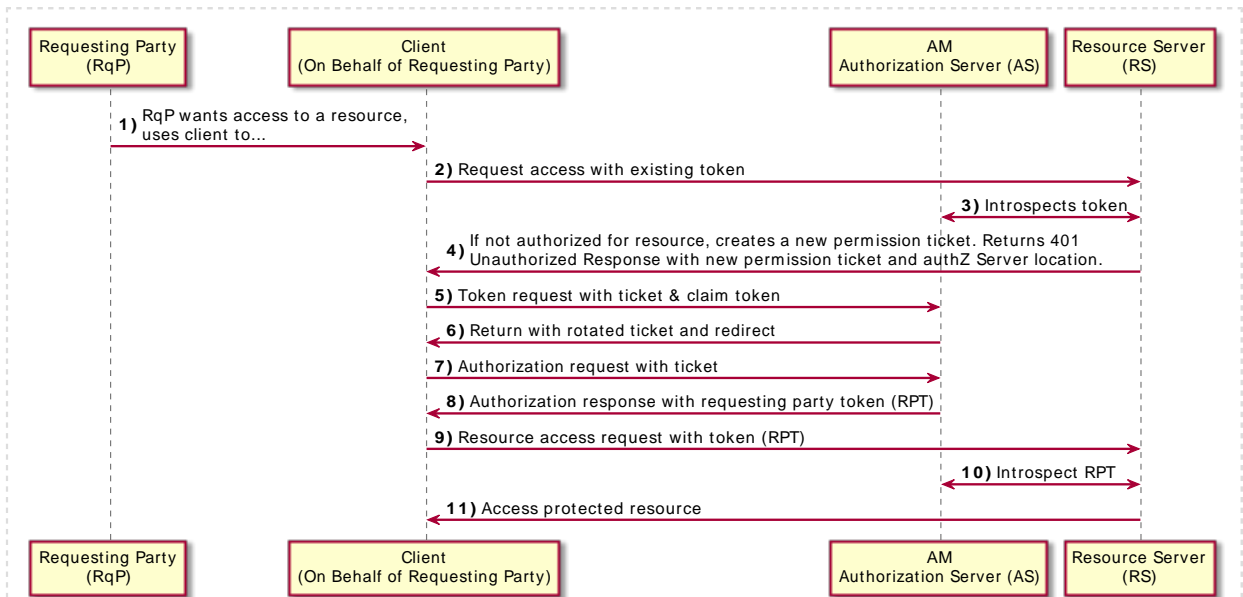 Requesting Party
(RqP)
Client
(On Behalf of Requesting Party)
AM
Authorization Server (AS)
Resource Server
(RS)
1) RqP wants access to a resource,
uses client to...
2) Request access with existing token
3) Introspects token
4) If not authorized for resource, creates a new permission ticket. Returns 401
Unauthorized Response with new permission ticket and authZ Server location.
5) Token request with ticket & claim token
6) Return with rotated ticket and redirect
7) Authorization request with ticket
8) Authorization response with requesting party token (RPT)
9) Resource access request with token (RPT)
10) Introspect RPT
11) Access protected resource
Requesting Party
(RqP)
Client
(On Behalf of Requesting Party)
AM
Authorization Server (AS)
Resource Server
(RS)